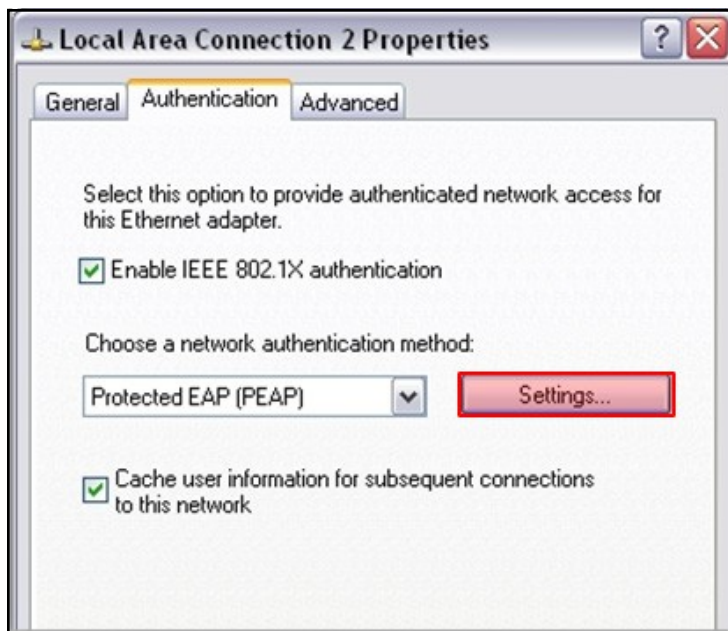 Local Area Connection 2 Properties
General Authentication Advanced
Select this option to provide authenticated network access for
this Ethernet adapter.
Enable IEEE 802.1X authentication
Choose a network authentication method:
Protected EAP (PEAP) Settings...
Cache user information for subsequent connections
to this network